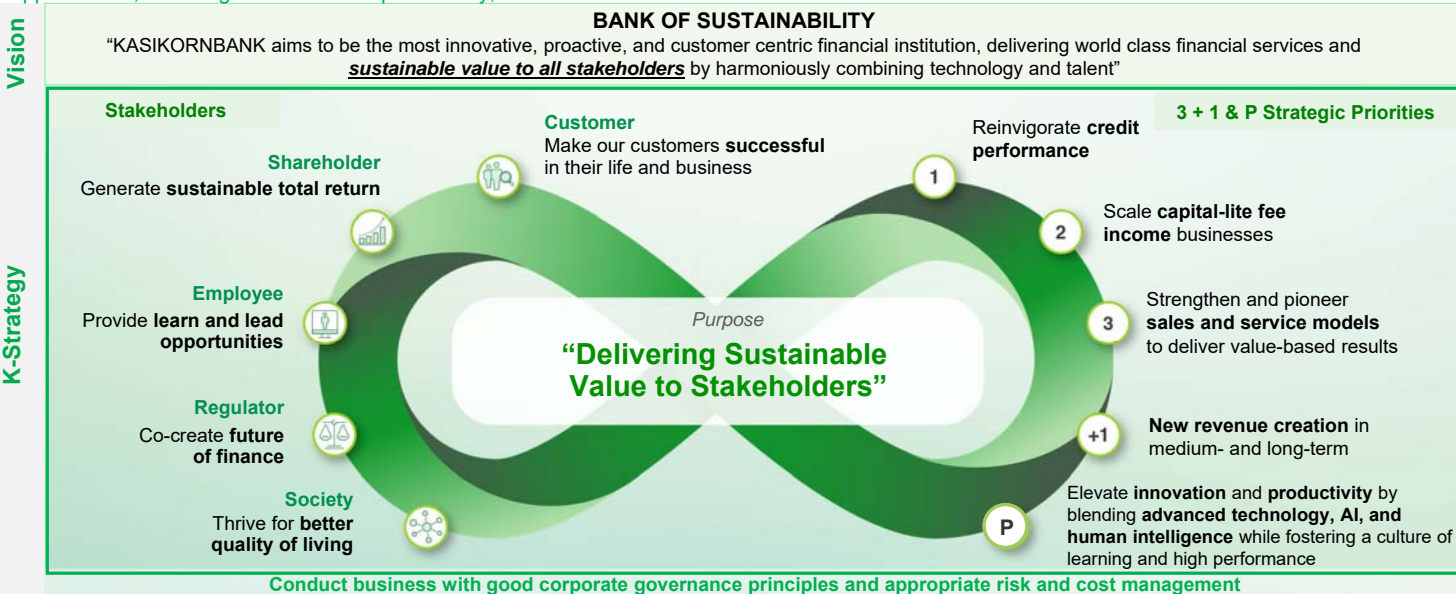 BANK OF SUSTAINABILITY
“KASIKORNBANK aims to be the most innovative, proactive, and customer centric financial institution, delivering world class financial services and
sustainable value to all stakeholders by harmoniously combining technology and talent”
Vision
K-Strategy
Stakeholders
Customer
Make our customers successful
in their life and business
Shareholder
Generate sustainable total return
Employee
Provide learn and lead
opportunities
Regulator
Co-create future
of finance
Society
Thrive for better
quality of living
Purpose
“Delivering Sustainable
Value to Stakeholders”
3 + 1 & P Strategic Priorities
1
Reinvigorate credit
performance
2
Scale capital-lite fee
income businesses
3
Strengthen and pioneer
sales and service models
to deliver value-based results
+1
New revenue creation in
medium- and long-term
P
Elevate innovation and productivity by
blending advanced technology, AI, and
human intelligence while fostering a culture of
learning and high performance
Conduct business with good corporate governance principles and appropriate risk and cost management